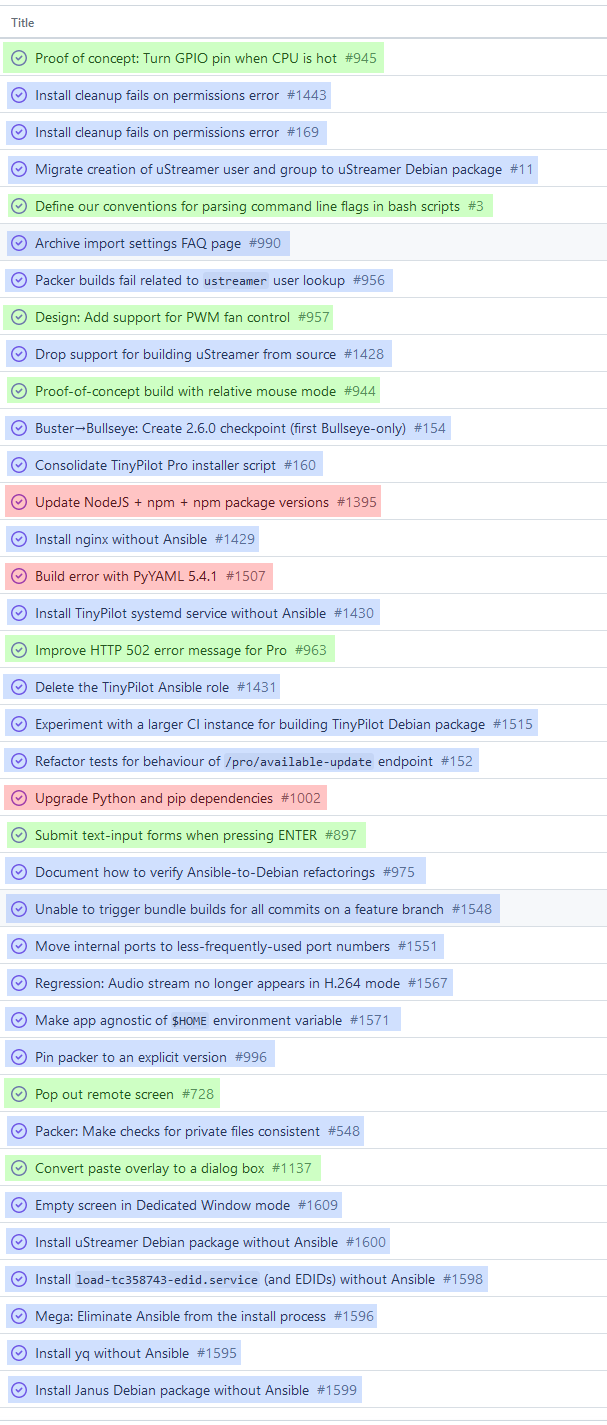 Title
Proof of concept: Turn GPIO pin when CPU is hot #945
Install cleanup fails on permissions error #1443
Install cleanup fails on permissions error #169
Migrate creation of uStreamer user and group to uStreamer Debian package #11
Define our conventions for parsing command line flags in bash scripts #3
Archive import settings FAQ page #990
Packer builds fail related to ustreamer user lookup #956
Design: Add support for PWM fan control #957
Drop support for building uStreamer from source #1428
Proof-of-concept build with relative mouse mode #944
Buster→Bullseye: Create 2.6.0 checkpoint (first Bullseye-only) #154
Consolidate TinyPilot Pro installer script #160
Update NodeJS + npm + npm package versions #1395
Install nginx without Ansible #1429
Build error with PyYAML 5.4.1 #1507
Install TinyPilot systemd service without Ansible #1430
Improve HTTP 502 error message for Pro #963
Delete the TinyPilot Ansible role #1431
Experiment with a larger CI instance for building TinyPilot Debian package #1515
Refactor tests for behaviour of /pro/available-update endpoint #152
Upgrade Python and pip dependencies #1002
Submit text-input forms when pressing ENTER #897
Document how to verify Ansible-to-Debian refactorings #975
Unable to trigger bundle builds for all commits on a feature branch #1548
Move internal ports to less-frequently-used port numbers #1551
Regression: Audio stream no longer appears in H.264 mode #1567
Make app agnostic of $HOME environment variable #1571
Pin packer to an explicit version #996
Pop out remote screen #728
Packer: Make checks for private files consistent #548
Convert paste overlay to a dialog box #1137
Empty screen in Dedicated Window mode #1609
Install uStreamer Debian package without Ansible #1600
Install load-tc358743-edid.service (and EDIDs) without Ansible #1598
Mega: Eliminate Ansible from the install process #1596
Install yq without Ansible #1595
Install Janus Debian package without Ansible #1599